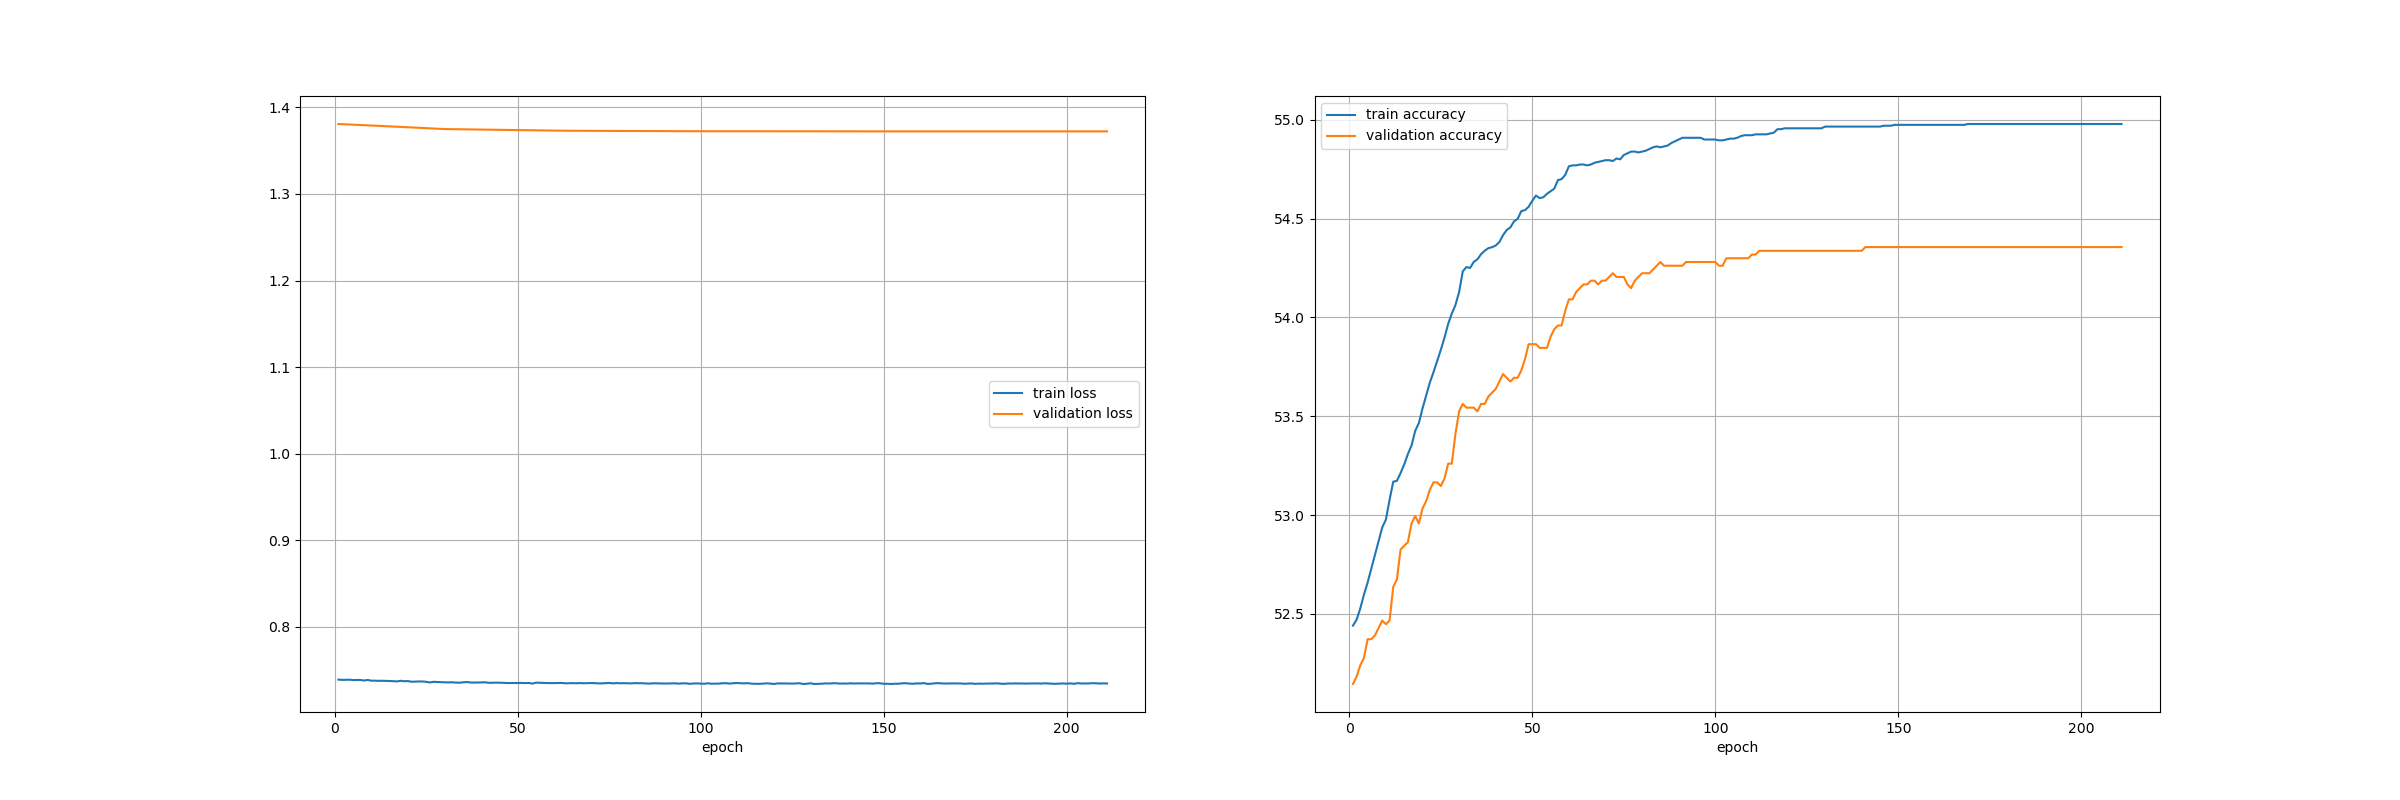 1.4
1.3
1.2
1.1
1.0
0.9
0.8
0 50 100 150 200
epoch
train loss
validation loss
55.0
54.5
54.0
53.5
53.0
52.5
0 50 100 150 200
epoch
train accuracy
validation accuracy